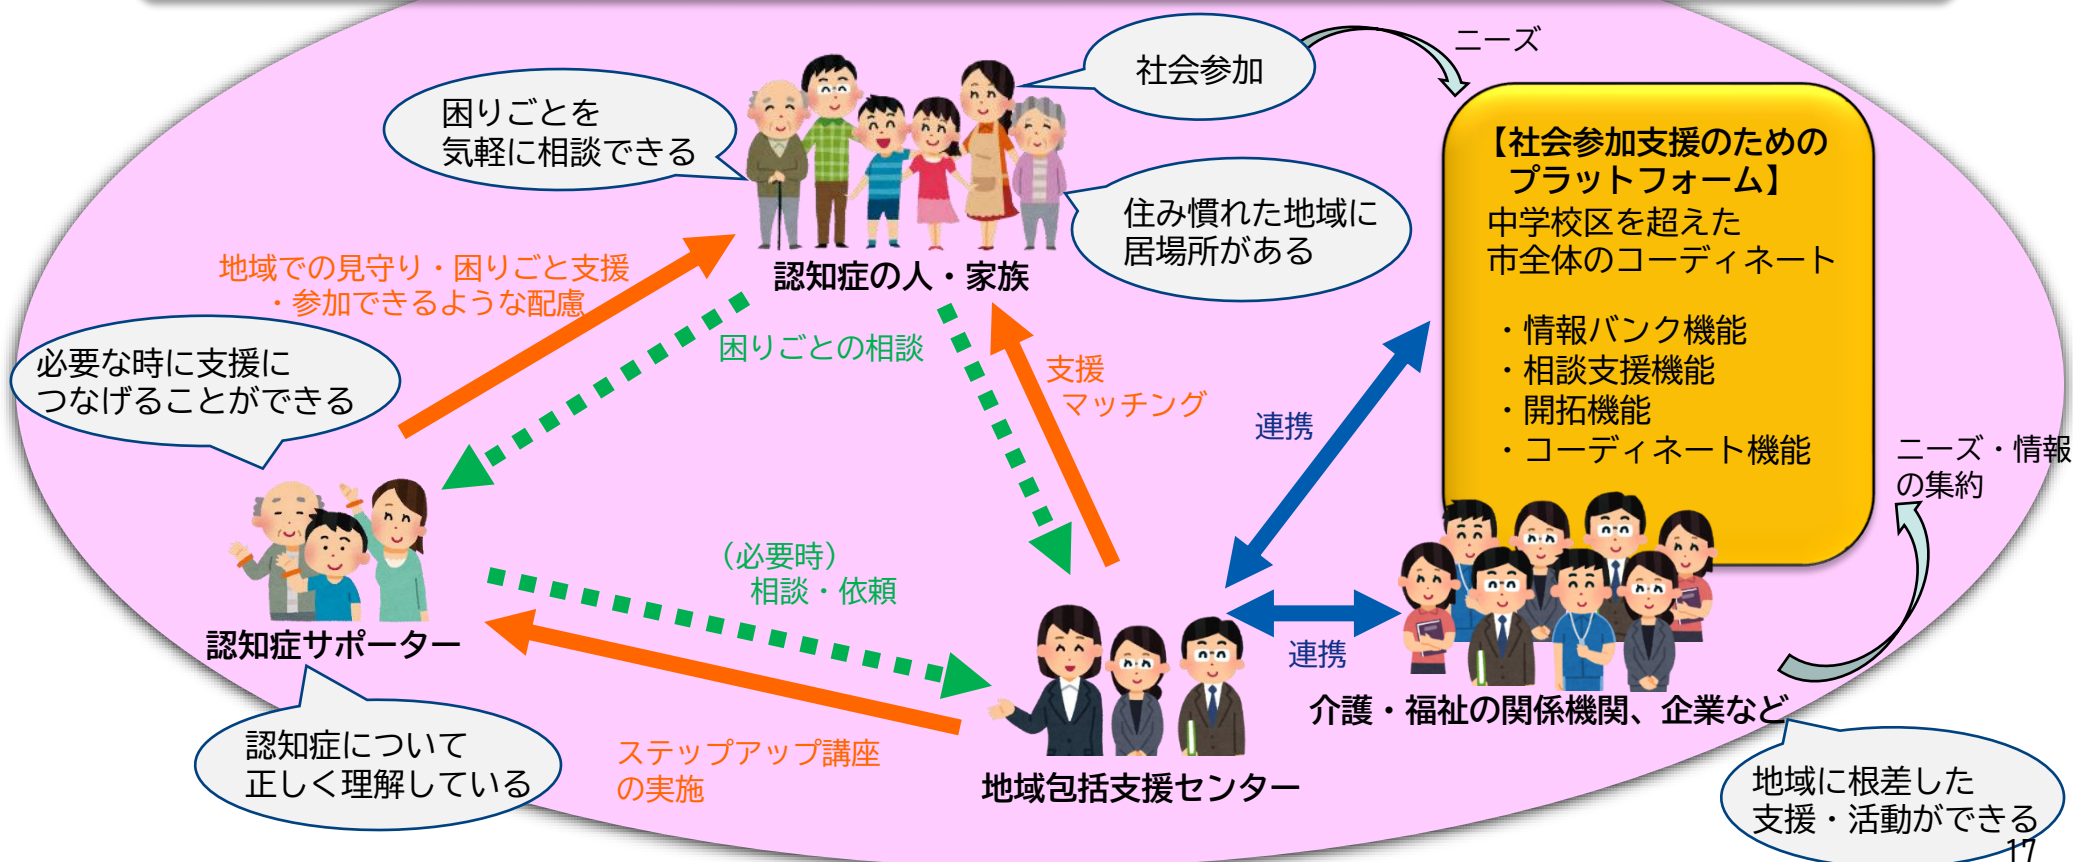 社会参加
ニーズ
困りごとを
気軽に相談できる
住み慣れた地域に
居場所がある
認知症の人・家族
【社会参加支援のための
プラットフォーム】
中学校区を超えた
市全体のコーディネート
・情報バンク機能
・相談支援機能
・開拓機能
・コーディネート機能
地域での見守り・困りごと支援
・参加できるような配慮
困りごとの相談
支援
マッチング
連携
必要な時に支援に
つなげることができる
ニーズ・情報
の集約
(必要時)
相談・依頼
認知症サポーター
連携
介護・福祉の関係機関、企業など
認知症について
正しく理解している
ステップアップ講座
の実施
地域包括支援センター
地域に根差した
支援・活動ができる
17